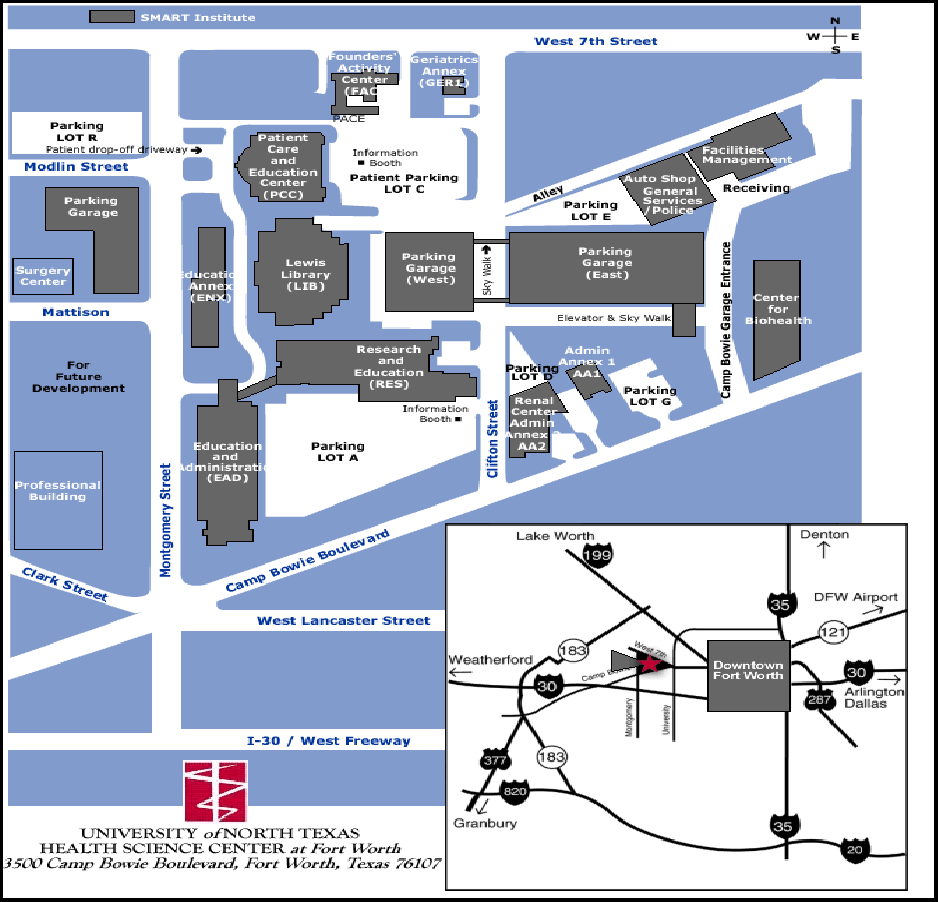 SMART Institute
West 7th Street
N
W E
S
Founders'
Activity
Center
(FAC
PACE
Geriatrics
Annex
(GER1)
Parking
LOT R
Patient drop-off driveway
Modlin Street
Patient
Care
and
Education
Center
(PCC)
Information
Booth
Patient Parking
LOT C
Alley
Parking
LOT E
Facilities
Management
Auto Shop
General
Services
/Police
Receiving
Parking
Garage
Surgery
Center
Mattison
Educatio
Annex
(ENX)
Lewis
Library
(LIB)
Parking
Garage
(West)
Sky Walk
Parking
Garage
(East)
Elevator & Sky Walk
Camp Bowie Garage Entrance
Center
for
Biohealth
For
Future
Development
Research
and
Education
(RES)
Information
Booth
Parking
LOT D
Admin
Annex 1
AA1
Parking
LOT G
Renal
Center
Admin
Annex
AA2
Clifton Street
Education
and
Administratio
(EAD)
Parking
LOT A
Professional
Building
Montgomery Street
Camp Bowie Boulevard
Clark Street
West Lancaster Street
I-30 / West Freeway
UNIVERSITY of NORTH TEXAS
HEALTH SCIENCE CENTER at Fort Worth
3500 Camp Bowie Boulevard, Fort Worth, Texas 76107
Lake Worth
199
Denton
35
DFW Airport
121
183
West 7th
Weatherford
Camp Bowie
30
Downtown
Fort Worth
30
Arlington
Dallas
287
Montgomery
University
377
183
820
Granbury
35
20